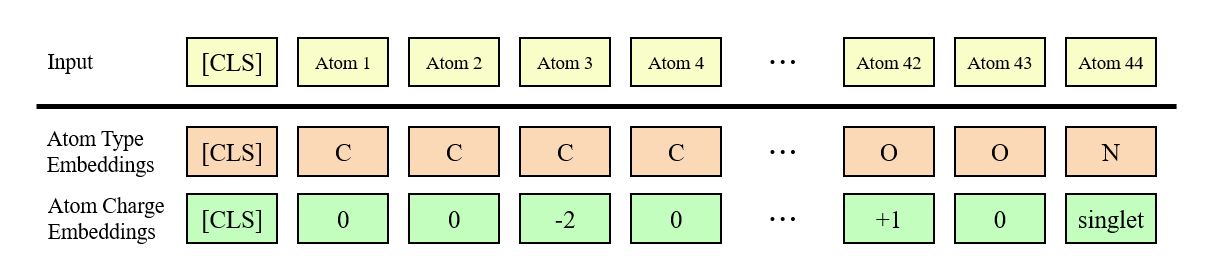 Input [CLS] Atom 1 Atom 2 Atom 3 Atom 4 ... Atom 42 Atom 43 Atom 44
Atom Type
Embeddings
[CLS] C C C C ... O O N
Atom Charge
Embeddings
[CLS] 0 0 -2 0 ... +1 0 singlet